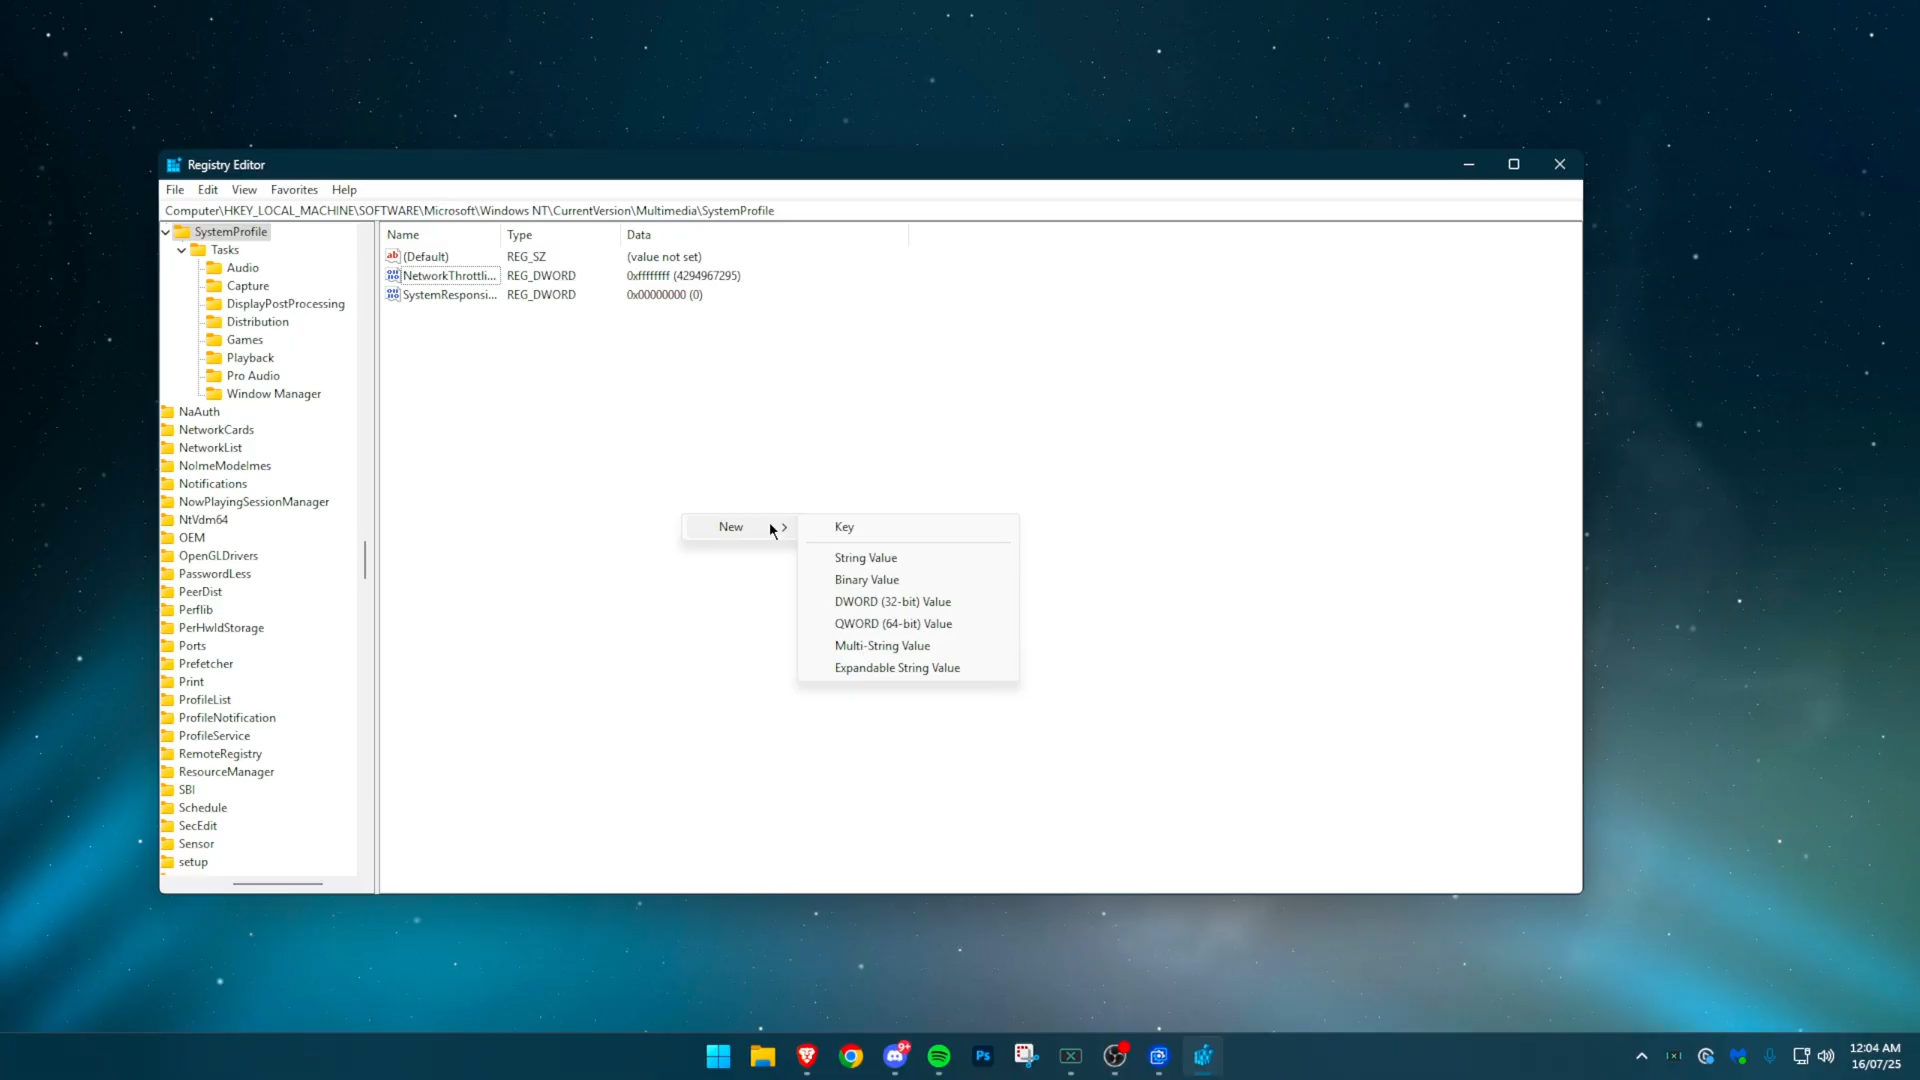 Registry Editor
File Edit View Favorites Help
Computer\HKEY_LOCAL_MACHINE\SOFTWARE\Microsoft\Windows NT\CurrentVersion\Multimedia\SystemProfile
SystemProfile
Tasks
Audio
Capture
DisplayPostProcessing
Distribution
Games
Playback
Pro Audio
Window Manager
NaAuth
NetworkCards
NetworkList
NoImeModeImes
Notifications
NowPlayingSessionManager
NtVdm64
OEM
OpenGLDrivers
PasswordLess
PeerDist
Perflib
PerHwIdStorage
Ports
Prefetcher
Print
ProfileList
ProfileNotification
ProfileService
RemoteRegistry
ResourceManager
SBI
Schedule
SecEdit
Sensor
setup
Name Type Data
ab (Default) REG_SZ (value not set)
NetworkThrottli... REG_DWORD 0xffffffff (4294967295)
SystemResponsi... REG_DWORD 0x00000000 (0)
New
Key
String Value
Binary Value
DWORD (32-bit) Value
QWORD (64-bit) Value
Multi-String Value
Expandable String Value
9+
Ps
12:04 AM
16/07/25